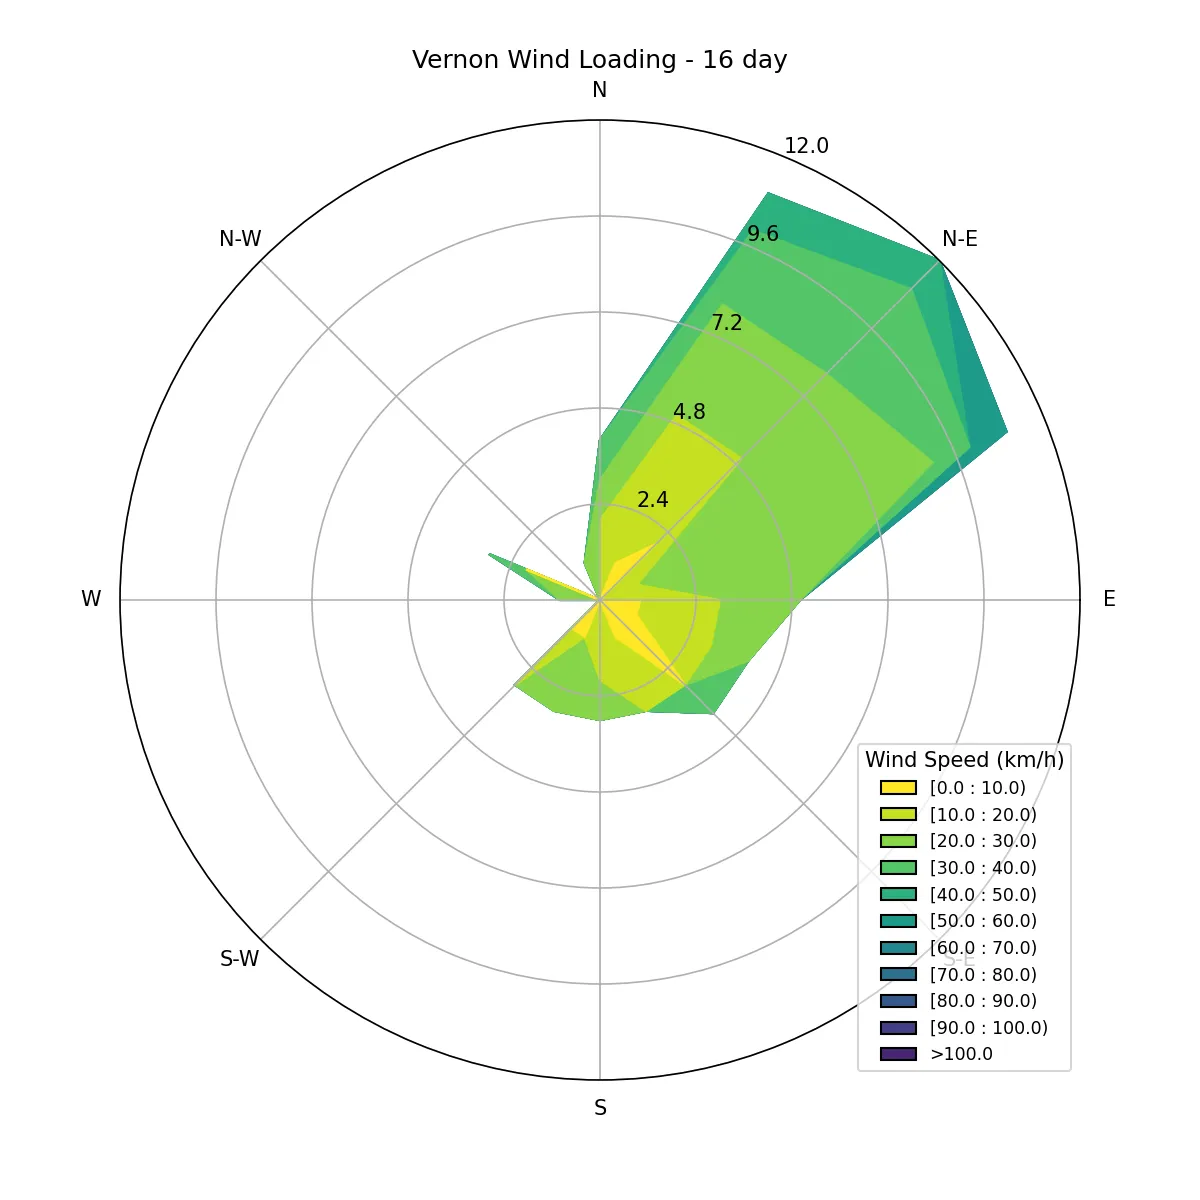 Vernon Wind Loading - 16 day
N
12.0
N-W
9.6
N-E
7.2
4.8
2.4
W
E
S-W
S-E
S
Wind Speed (km/h)
[0.0 : 10.0)
[10.0 : 20.0)
[20.0 : 30.0)
[30.0 : 40.0)
[40.0 : 50.0)
[50.0 : 60.0)
[60.0 : 70.0)
[70.0 : 80.0)
[80.0 : 90.0)
[90.0 : 100.0)
>100.0